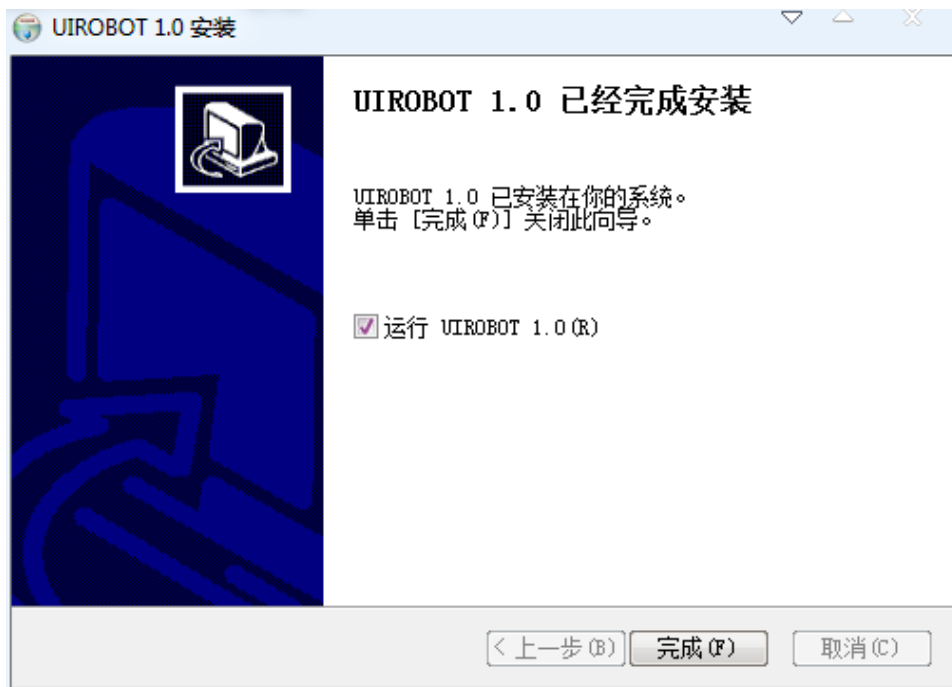 UIROBOT 1.0 安装
UIROBOT 1.0 已经完成安装
UIROBOT 1.0 已安装在你的系统。
单击 [完成(F)] 关闭此向导。
运行 UIROBOT 1.0(R)
< 上一步(B) 完成(F) 取消(C)